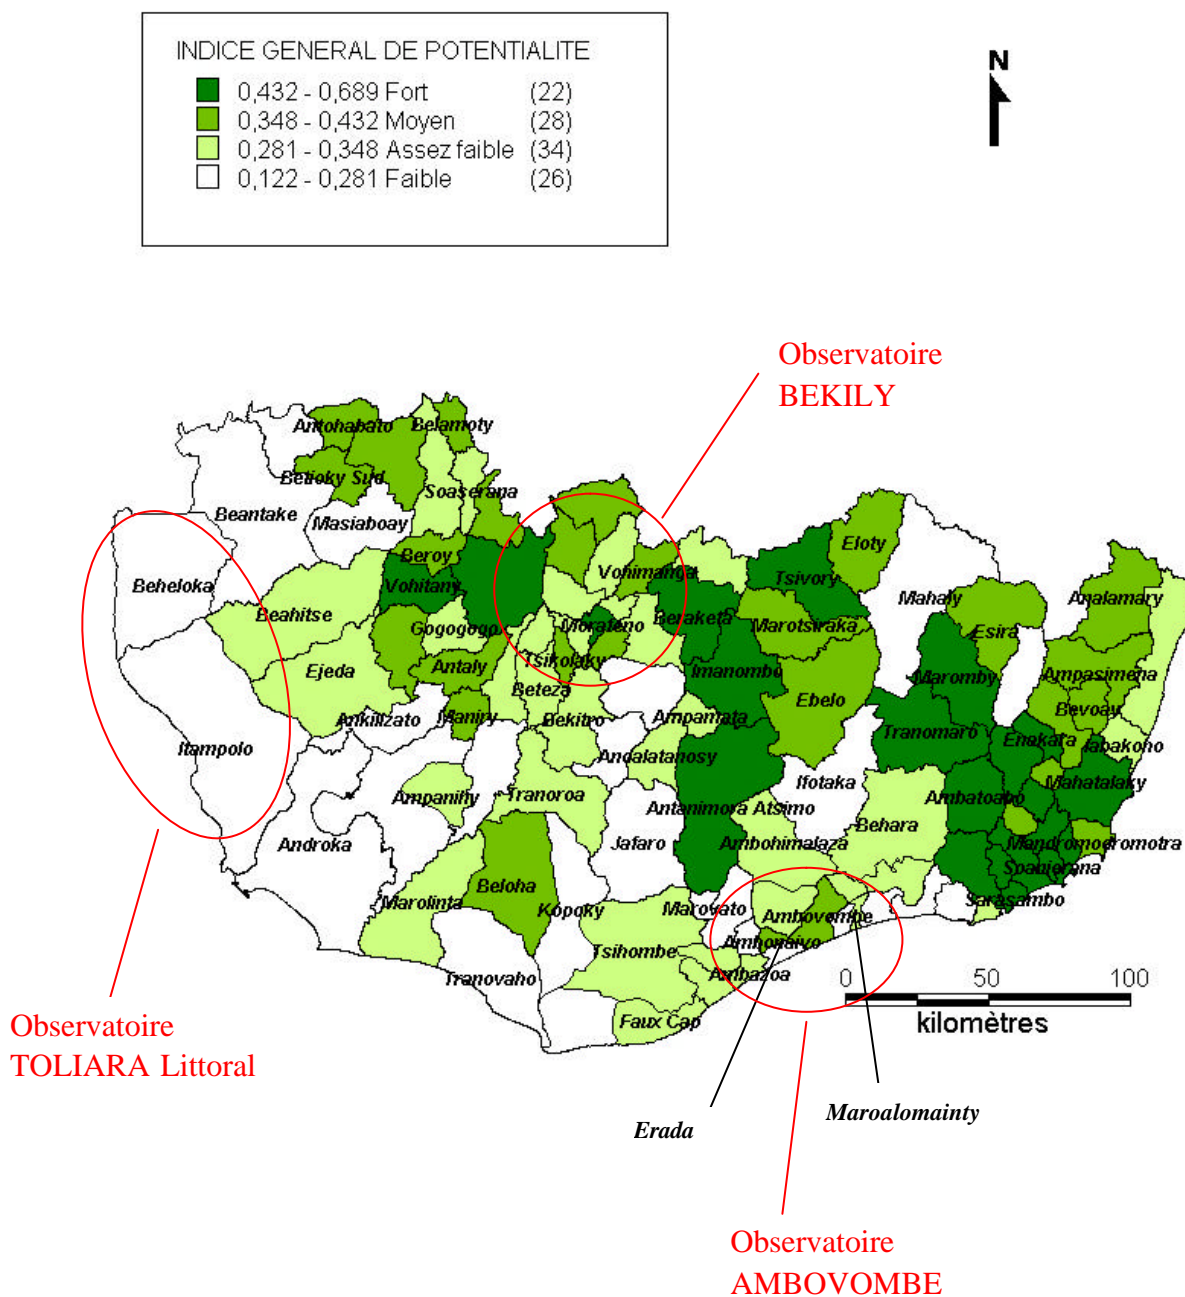 INDICE GENERAL DE POTENTIALITE
0,432 - 0,689 Fort (22)
0,348 - 0,432 Moyen (28)
0,281 - 0,348 Assez faible (34)
0,122 - 0,281 Faible (26)
N
Observatoire
BEKILY
Antohabato
Belamoty
Betioky Sud
Soaserana
Beantake
Masiaboay
Beroy
Eloty
Vohimanga
Tsivory
Beheloka
Vohitany
Mahaly
Analamary
Beahitse
Gogogogo
Morafeno
Beraketa
Marotsiraka
Esira
Ejeda
Antaly
Tsikolaky
Imanombo
Maromby
Ampasimena
Beteza
Ebelo
Bevoay
Ankilizato
Maniry
Bekitro
Ampamata
Tranomaro
Enakara
Iabakoho
Itampolo
Andalatanosy
Ifotaka
Mahatalaky
Ampanihy
Tranoroa
Antanimora Atsimo
Ambatoabo
Androka
Jafaro
Ambohimalaza
Behara
Mandromodromotra
Beloha
Soanierana
Marolinta
Kopoky
Marovato
Ambovombe
Sarasambo
Tsihombe
Ambonaivo
Tranovaho
Ambazoa
0 50 100
kilomètres
Faux Cap
Observatoire
TOLIARA Littoral
Maroalomainty
Erada
Observatoire
AMBOVOMBE